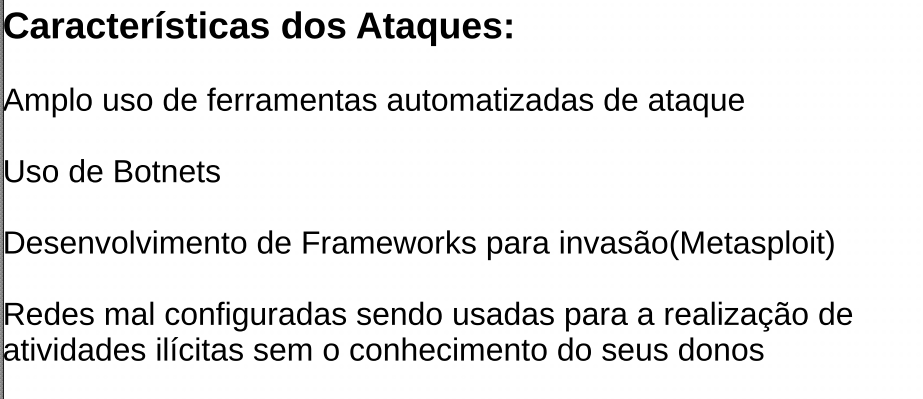 Características dos Ataques:
Amplo uso de ferramentas automatizadas de ataque
Uso de Botnets
Desenvolvimento de Frameworks para invasão(Metasploit)
Redes mal configuradas sendo usadas para a realização de
atividades ilícitas sem o conhecimento do seus donos